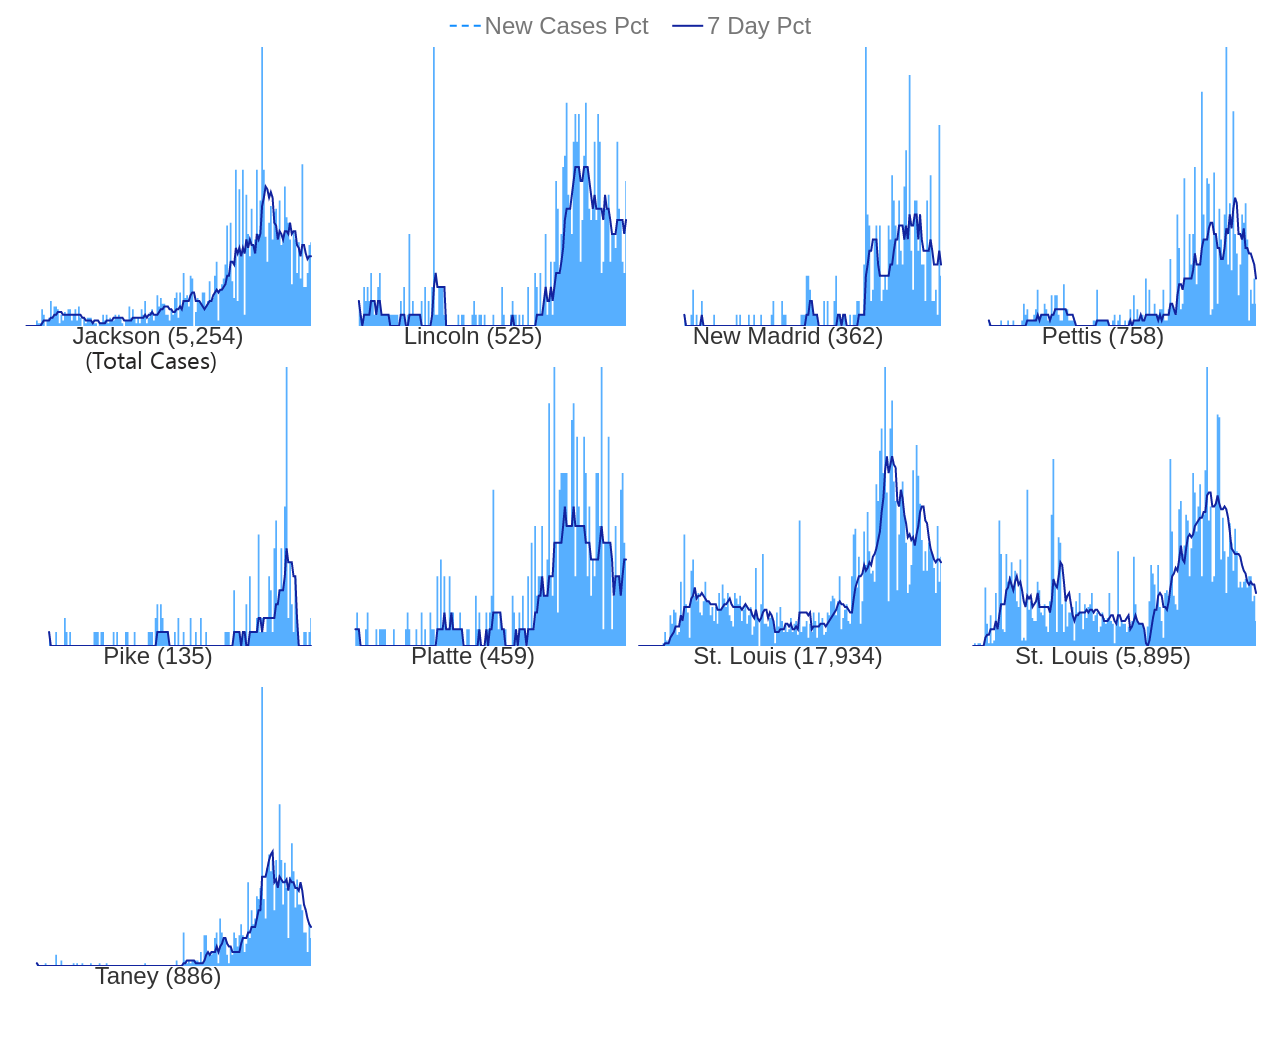 New Cases Pct 7 Day Pct
Jackson (5,254) Lincoln (525) New Madrid (362) Pettis (758)
(Total Cases)
Pike (135) Platte (459) St. Louis (17,934) St. Louis (5,895)
Taney (886)